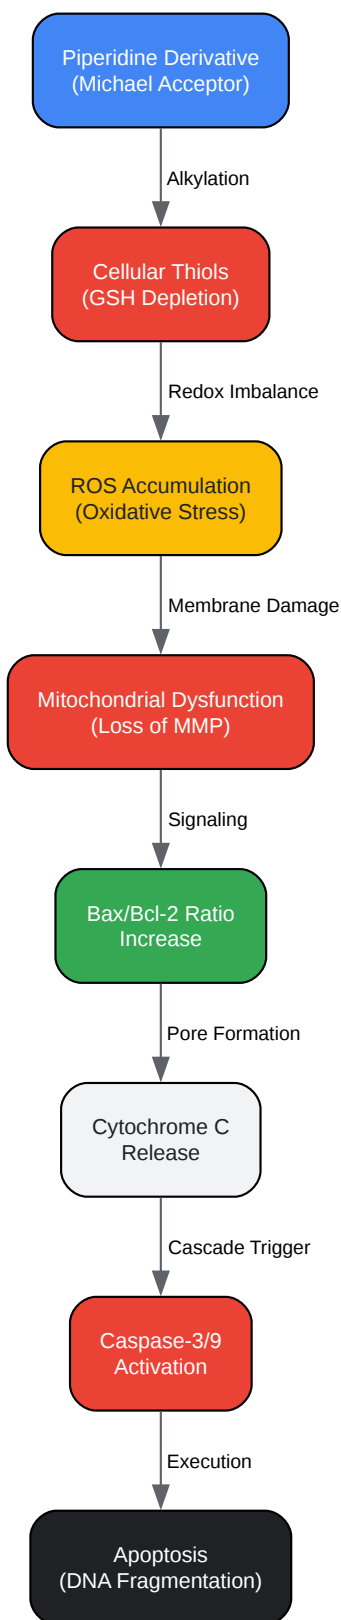 Piperidine Derivative
(Michael Acceptor)
Alkylation
Cellular Thiols
(GSH Depletion)
Redox Imbalance
ROS Accumulation
(Oxidative Stress)
Membrane Damage
Mitochondrial Dysfunction
(Loss of MMP)
Signaling
Bax/Bcl-2 Ratio
Increase
Pore Formation
Cytochrome C
Release
Cascade Trigger
Caspase-3/9
Activation
Execution
Apoptosis
(DNA Fragmentation)